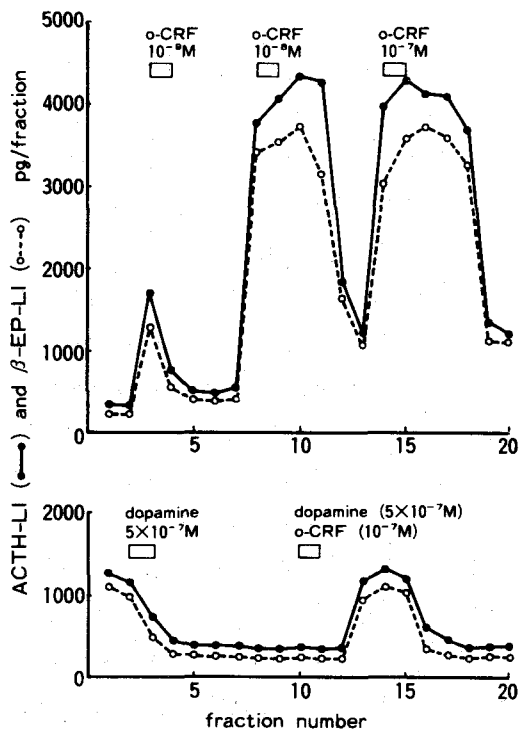 ACTH-LI (●—●) and β-EP-LI (○---○) pg/fraction
5000
4000
3000
2000
1000
0
o-CRF
10⁻⁹M
o-CRF
10⁻⁸M
o-CRF
10⁻⁷M
5
10
15
20
2000
1000
0
dopamine
5×10⁻⁷M
dopamine (5×10⁻⁷M)
o-CRF (10⁻⁷M)
5
10
15
20
fraction number